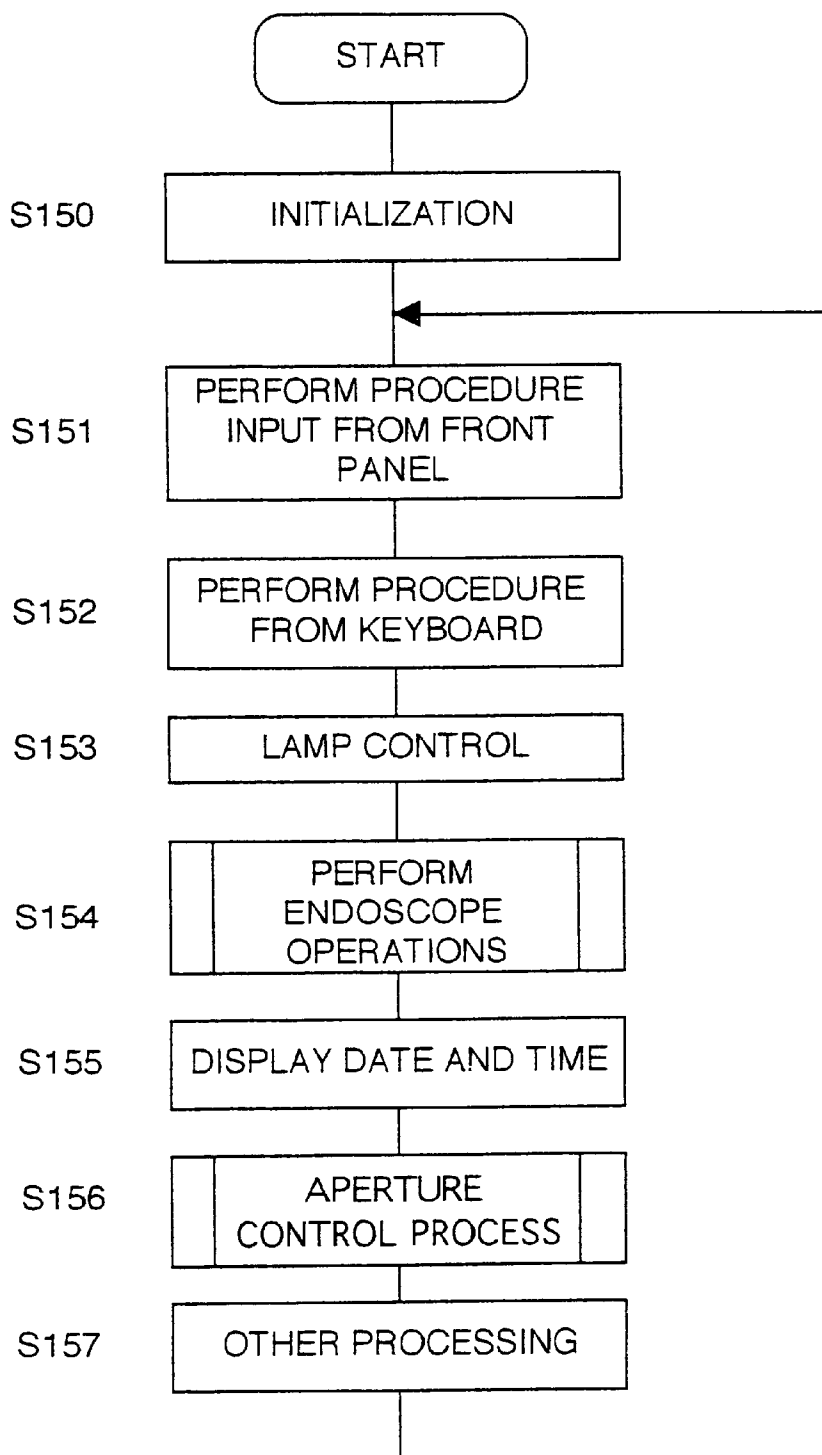 START
S150
INITIALIZATION
S151
PERFORM PROCEDURE
INPUT FROM FRONT
PANEL
S152
PERFORM PROCEDURE
FROM KEYBOARD
S153
LAMP CONTROL
S154
PERFORM
ENDOSCOPE
OPERATIONS
S155
DISPLAY DATE AND TIME
S156
APERTURE
CONTROL PROCESS
S157
OTHER PROCESSING